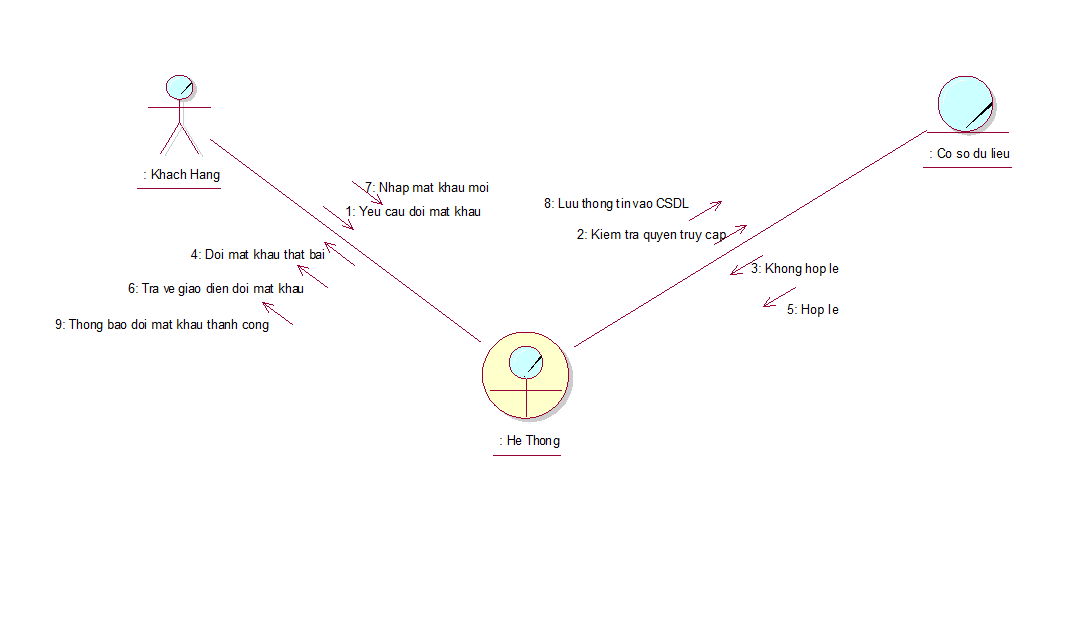 : Khach Hang
: Co so du lieu
7: Nhap mat khau moi
1: Yeu cau doi mat khau
8: Luu thong tin vao CSDL
2: Kiem tra quyen truy cap
4: Doi mat khau that bai
3: Khong hop le
6: Tra ve giao dien doi mat khau
5: Hop le
9: Thong bao doi mat khau thanh cong
: He Thong